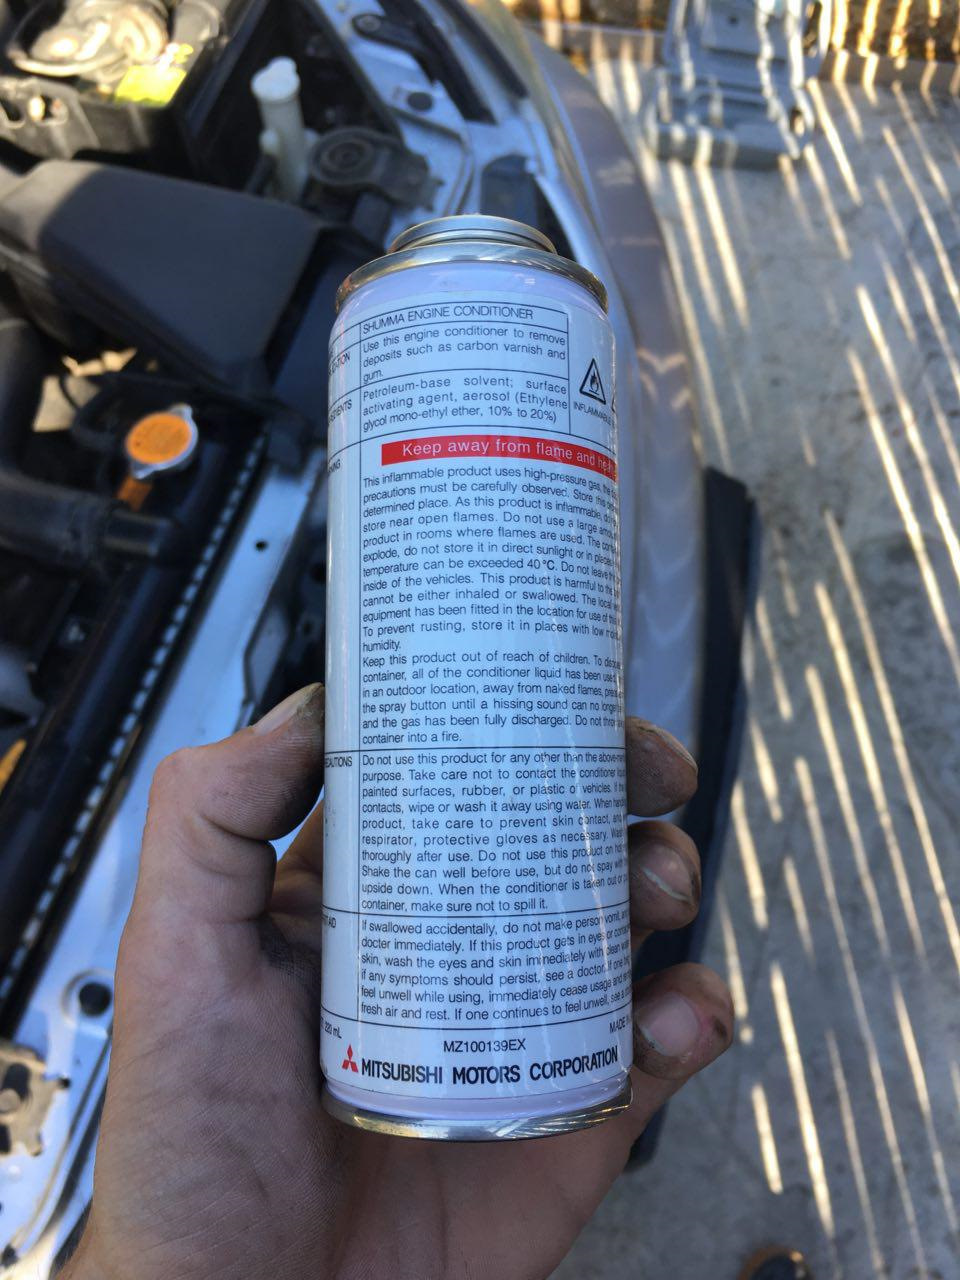 SHUMMA ENGINE CONDITIONER
Use this engine conditioner to remove
deposits such as carbon varnish and
gum.
Petroleum-base solvent; surface
activating agent, aerosol (Ethylene
glycol mono-ethyl ether, 10% to 20%)
INFLAMMABLE
Keep away from flame and
This inflammable product uses high-pressure gas,
precautions must be carefully observed. Store this
determined place. As this product is inflammable,
store near open flames. Do not use a large
product in rooms where flames are used. The
explode, do not store it in direct sunlight or in
temperature can be exceeded 40°C. Do not leave
inside of the vehicles. This product is harmful to the
cannot be either inhaled or swallowed. The local
equipment has been fitted in the location for use of
To prevent rusting, store it in places with low
humidity.
Keep this product out of reach of children. To
container, all of the conditioner liquid has been
in an outdoor location, away from naked flames,
the spray button until a hissing sound can no
and the gas has been fully discharged. Do not
container into a fire.
Do not use this product for any other than the
purpose. Take care not to contact the conditioner
painted surfaces, rubber, or plastic of vehicles. If
contacts, wipe or wash it away using water. When
product, take care to prevent skin contact, and
respirator, protective gloves as necessary.
thoroughly after use. Do not use this product on
Shake the can well before use, but do not spay with
upside down. When the conditioner is taken out or
container, make sure not to spill it.
If swallowed accidentally, do not make person vomit,
docter immediately. If this product gets in eyes or
skin, wash the eyes and skin immediately with clean
if any symptoms should persist, see a doctor. If one
feel unwell while using, immediately cease usage and
fresh air and rest. If one continues to feel unwell, see a
220 mL
MADE
MZ100139EX
MITSUBISHI MOTORS CORPORATION